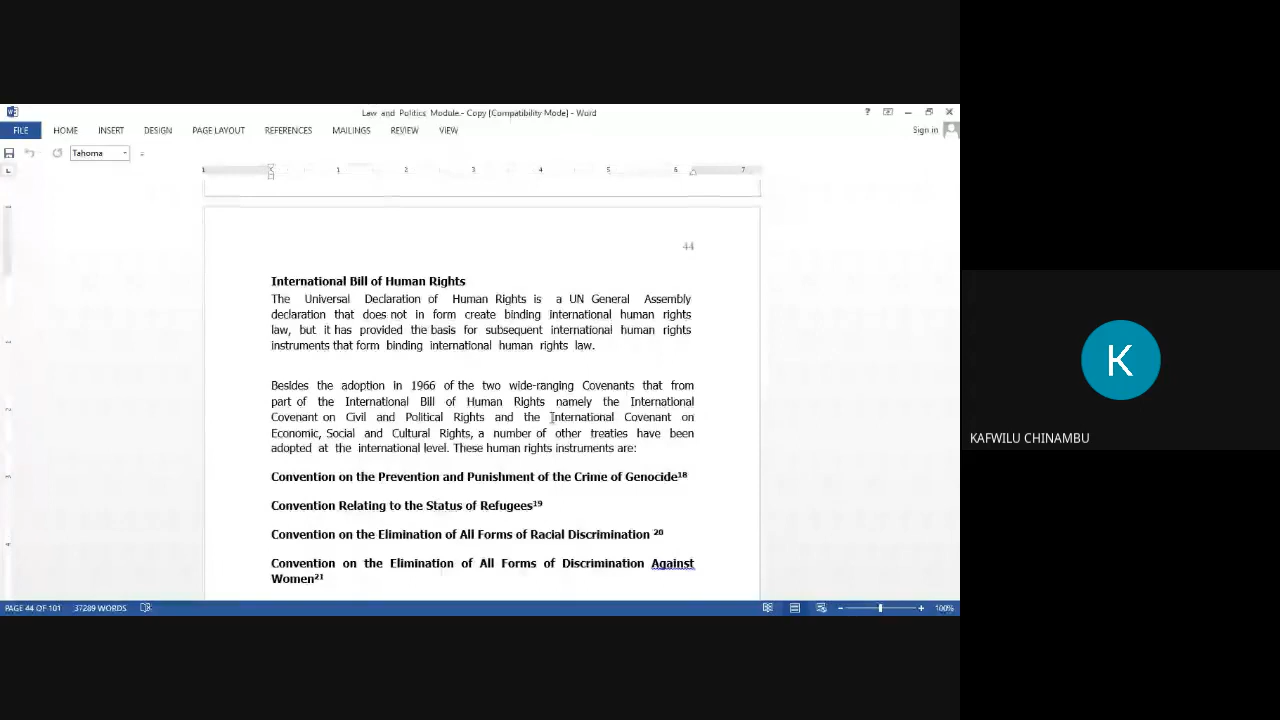 Law and Politics Module.- Copy [Compatibility Mode] - Word
?
FILE HOME INSERT DESIGN PAGE LAYOUT REFERENCES MAILINGS REVIEW VIEW
Sign in
Tahoma
1 1 2 3 4 5 6 7
44
International Bill of Human Rights
The Universal Declaration of Human Rights is a UN General Assembly
declaration that does not in form create binding international human rights
law, but it has provided the basis for subsequent international human rights
instruments that form binding international human rights law.
Besides the adoption in 1966 of the two wide-ranging Covenants that from
part of the International Bill of Human Rights namely the International
Covenant on Civil and Political Rights and the International Covenant on
Economic, Social and Cultural Rights, a number of other treaties have been
adopted at the international level. These human rights instruments are:
Convention on the Prevention and Punishment of the Crime of Genocide18
Convention Relating to the Status of Refugees19
Convention on the Elimination of All Forms of Racial Discrimination 20
Convention on the Elimination of All Forms of Discrimination Against
Women21
PAGE 44 OF 101 37289 WORDS
100%
K
KAFWILU CHINAMBU